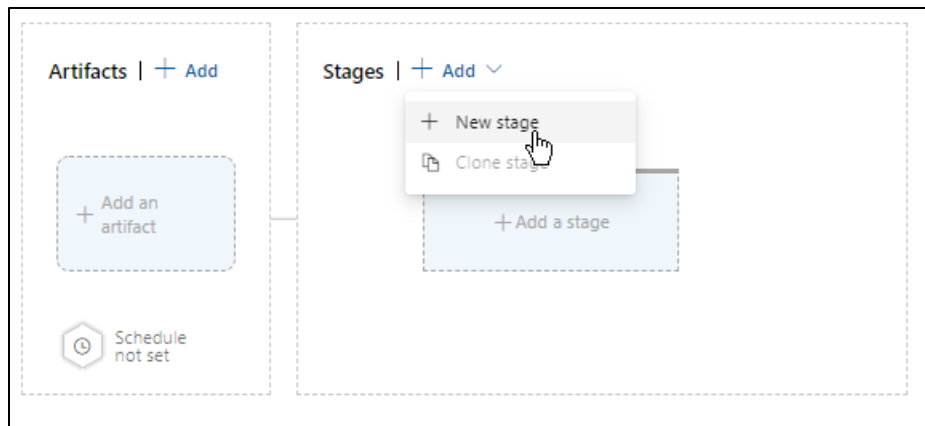 Artifacts | + Add
Stages | + Add
+ New stage
Clone stage
+ Add an
artifact
+ Add a stage
Schedule
not set